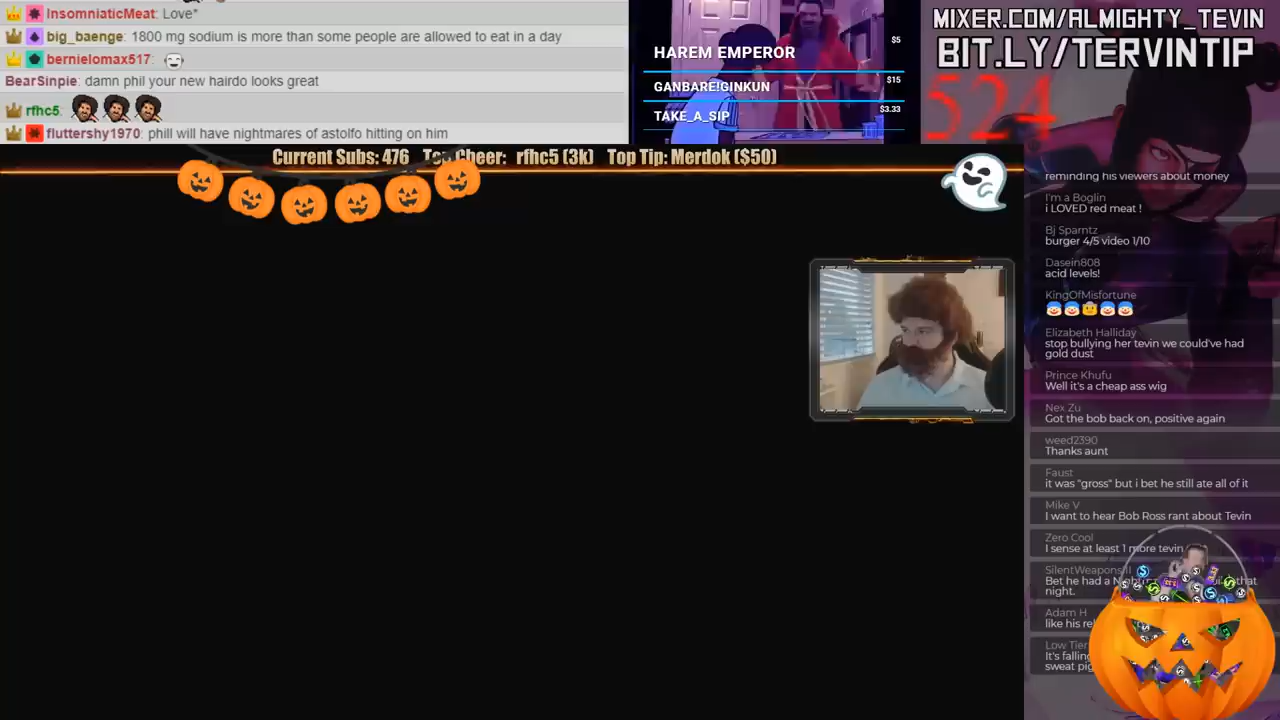 InsomniaticMeat: Love*
big_baenge: 1800 mg sodium is more than some people are allowed to eat in a day
bernielomax517:
BearSinpie: damn phil your new hairdo looks great
rfhc5:
fluttershy1970: phill will have nightmares of astolfo hitting on him
$5
HAREM EMPEROR
$15
GANBARE!GINKUN
$3.33
TAKE_A_SIP
MIXER.COM/ALMIGHTY_TEVIN
BIT.LY/TERVINTIP
524
Current Subs: 476 Top Cheer: rfhc5 (3k) Top Tip: Merdok ($50)
reminding his viewers about money
I'm a Boglin
i LOVED red meat !
Bj Sparntz
burger 4/5 video 1/10
Dasein808
acid levels!
KingOfMisfortune
Elizabeth Halliday
stop bullying her tevin we could've had
gold dust
Prince Khufu
Well it's a cheap ass wig
Nex Zu
Got the bob back on, positive again
weed2390
Thanks aunt
Faust
it was "gross" but i bet he still ate all of it
Mike V
I want to hear Bob Ross rant about Tevin
Zero Cool
I sense at least 1 more tevin
SilentWeapons
Bet he had a that
night.
Adam H
like his
Low Tier
It's
sweat